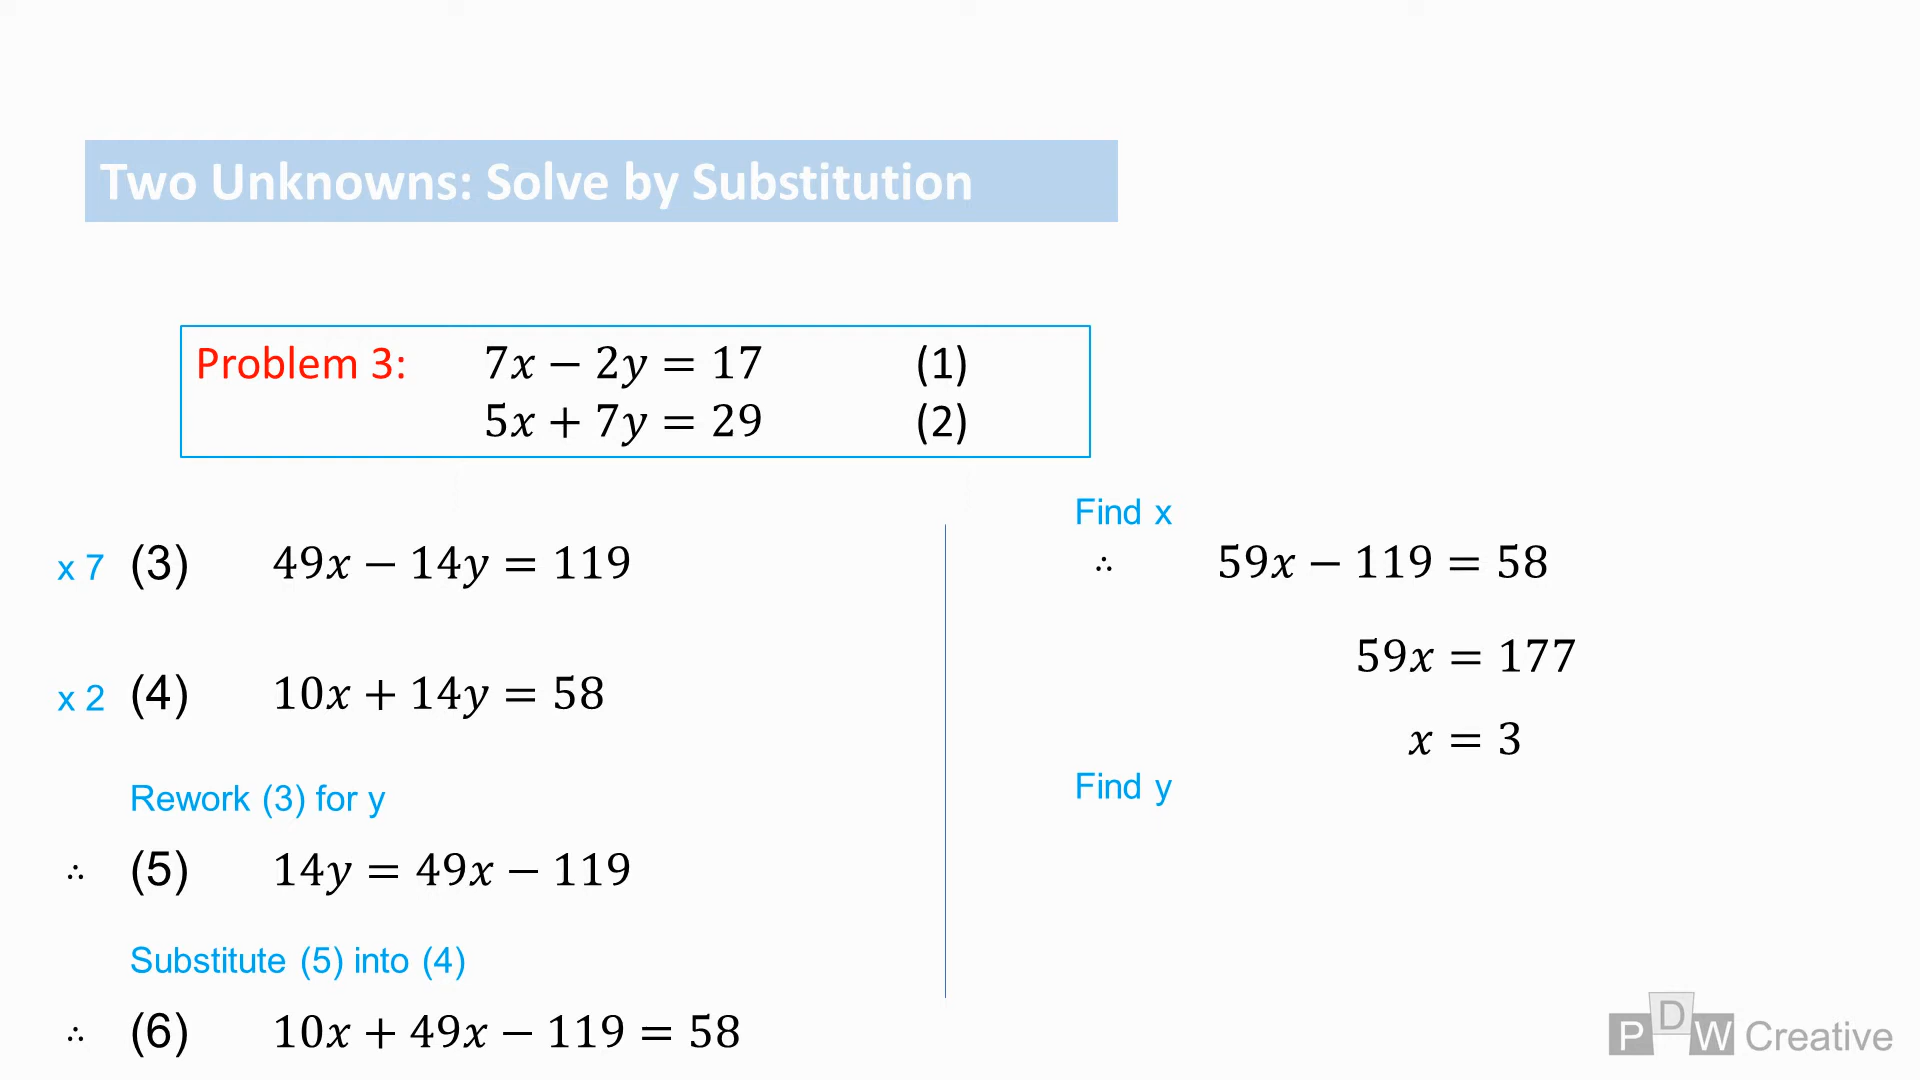 Two Unknowns: Solve by Substitution
Problem 3: 7𝑥 − 2𝑦 = 17 (1)
5𝑥 + 7𝑦 = 29 (2)
x 7 (3) 49𝑥 − 14𝑦 = 119
x 2 (4) 10𝑥 + 14𝑦 = 58
Rework (3) for y
∴ (5) 14𝑦 = 49𝑥 − 119
Substitute (5) into (4)
∴ (6) 10𝑥 + 49𝑥 − 119 = 58
Find x
∴ 59𝑥 − 119 = 58
59𝑥 = 177
𝑥 = 3
Find y
PDW Creative